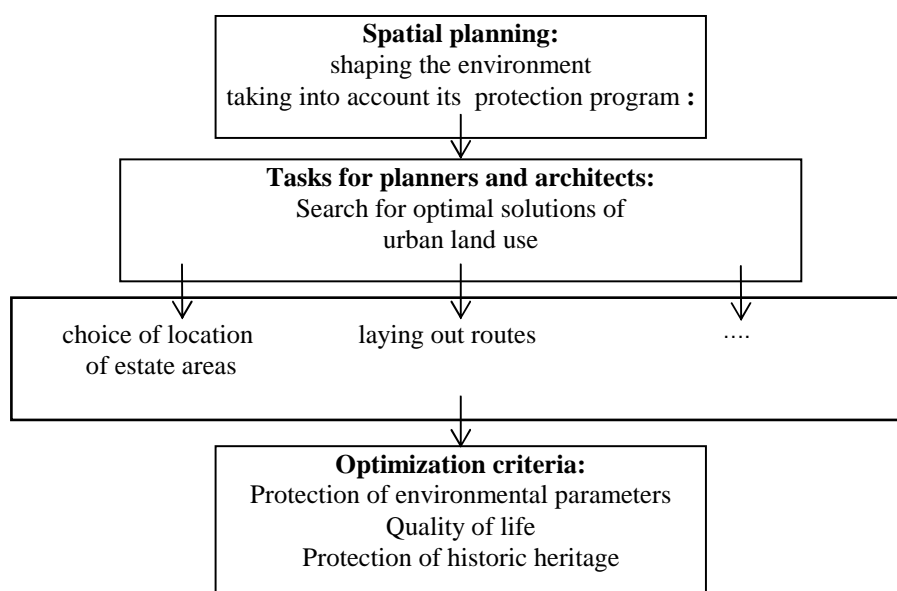 Spatial planning:
shaping the environment
taking into account its protection program :
Tasks for planners and architects:
Search for optimal solutions of
urban land use
choice of location
of estate areas
laying out routes
....
Optimization criteria:
Protection of environmental parameters
Quality of life
Protection of historic heritage